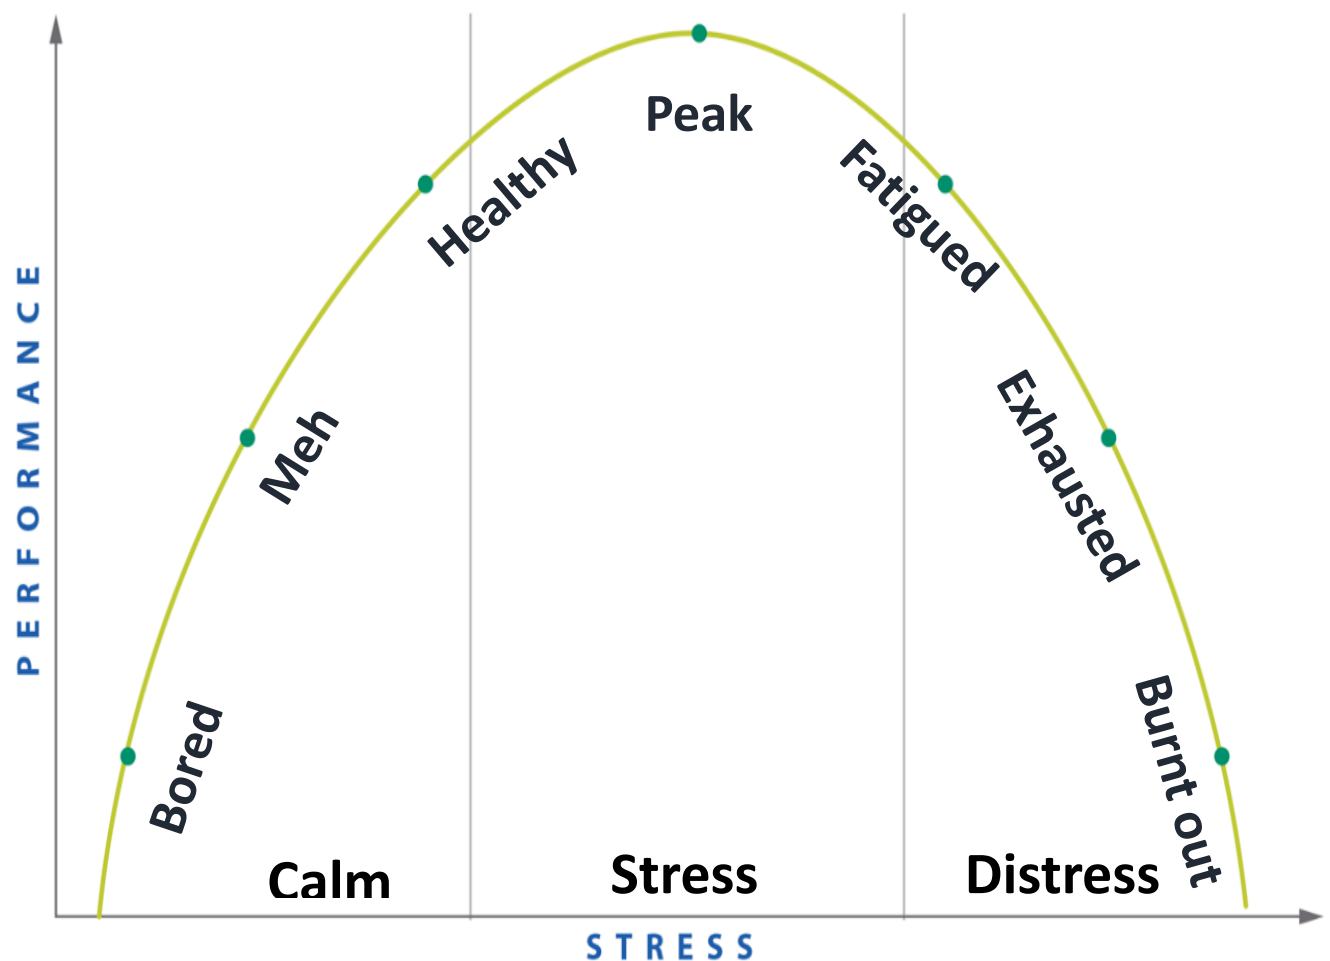 Peak
Healthy
Fatigued
Meh
Exhausted
Bored
Burnt out
PERFORMANCE
Calm
Stress
Distress
STRESS